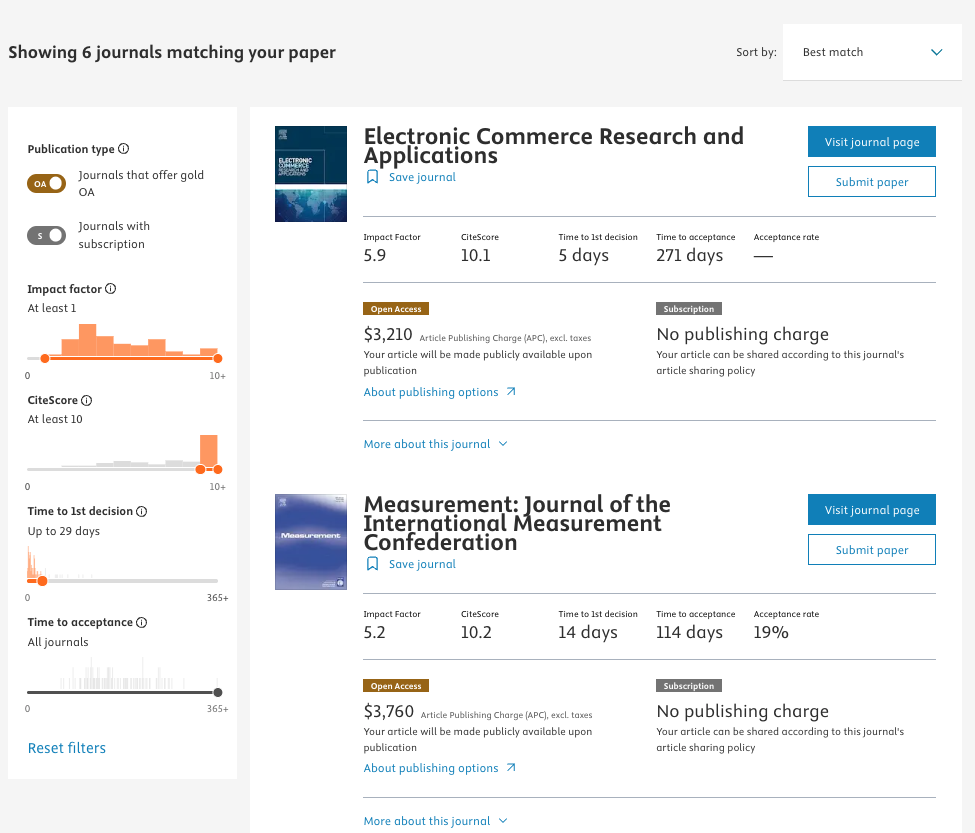 Showing 6 journals matching your paper
Sort by:
Best match
Publication type
OA
Journals that offer gold
OA
S
Journals with
subscription
Impact factor
At least 1
0
10+
CiteScore
At least 10
0
10+
Time to 1st decision
Up to 29 days
0
365+
Time to acceptance
All journals
0
365+
Reset filters
ELECTRONIC
COMMERCE
RESEARCH AND
APPLICATIONS
Electronic Commerce Research and
Applications
Save journal
Visit journal page
Submit paper
Impact Factor
5.9
CiteScore
10.1
Time to 1st decision
5 days
Time to acceptance
271 days
Acceptance rate
—
Open Access
$3,210 Article Publishing Charge (APC), excl. taxes
Your article will be made publicly available upon
publication
About publishing options
Subscription
No publishing charge
Your article can be shared according to this journal's
article sharing policy
More about this journal
Measurement
Measurement: Journal of the
International Measurement
Confederation
Save journal
Visit journal page
Submit paper
Impact Factor
5.2
CiteScore
10.2
Time to 1st decision
14 days
Time to acceptance
114 days
Acceptance rate
19%
Open Access
$3,760 Article Publishing Charge (APC), excl. taxes
Your article will be made publicly available upon
publication
About publishing options
Subscription
No publishing charge
Your article can be shared according to this journal's
article sharing policy
More about this journal